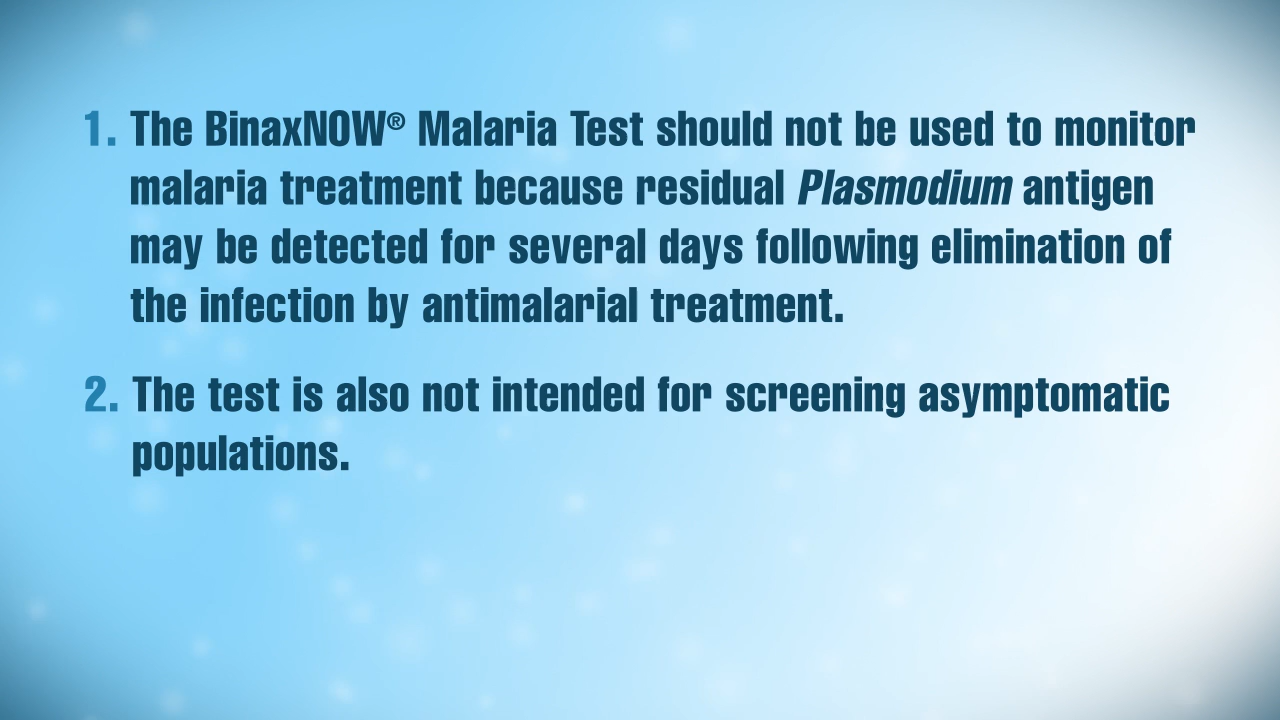 1. The BinaxNOW® Malaria Test should not be used to monitor
malaria treatment because residual Plasmodium antigen
may be detected for several days following elimination of
the infection by antimalarial treatment.
2. The test is also not intended for screening asymptomatic
populations.